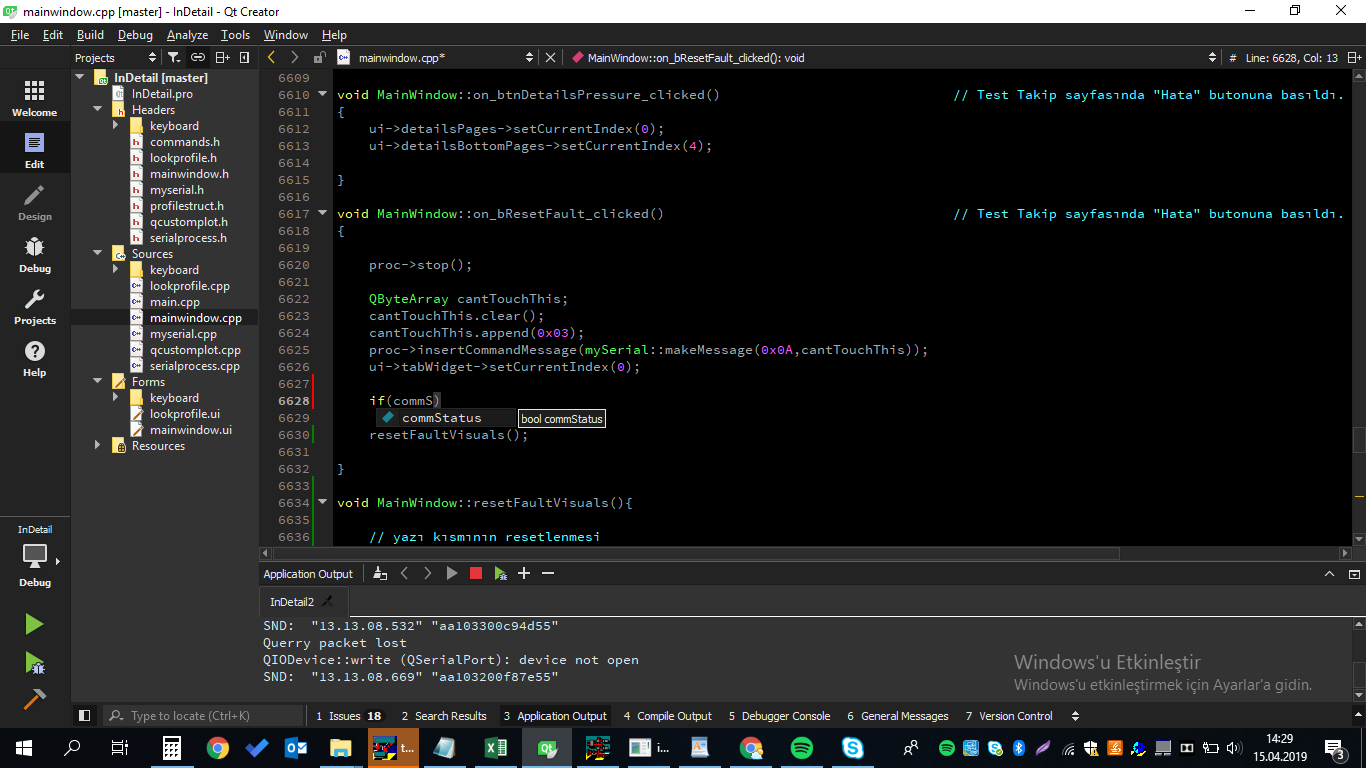 mainwindow.cpp [master] - InDetail - Qt Creator
File Edit Build Debug Analyze Tools Window Help
Projects
mainwindow.cpp*
MainWindow::on_bResetFault_clicked(): void
# Line: 6628, Col: 13
Welcome
Edit
Design
Debug
Projects
Help
InDetail
Debug
InDetail [master]
InDetail.pro
Headers
keyboard
commands.h
lookprofile.h
mainwindow.h
myserial.h
profilestruct.h
qcustomplot.h
serialprocess.h
Sources
keyboard
lookprofile.cpp
main.cpp
mainwindow.cpp
myserial.cpp
qcustomplot.cpp
serialprocess.cpp
Forms
keyboard
lookprofile.ui
mainwindow.ui
Resources
6609
6610 void MainWindow::on_btnDetailsPressure_clicked() // Test Takip sayfasında "Hata" butonuna basıldı.
6611 {
6612 ui->detailsPages->setCurrentIndex(0);
6613 ui->detailsBottomPages->setCurrentIndex(4);
6614
6615 }
6616
6617 void MainWindow::on_bResetFault_clicked() // Test Takip sayfasında "Hata" butonuna basıldı.
6618 {
6619
6620 proc->stop();
6621
6622 QByteArray cantTouchThis;
6623 cantTouchThis.clear();
6624 cantTouchThis.append(0x03);
6625 proc->insertCommandMessage(mySerial::makeMessage(0x0A,cantTouchThis));
6626 ui->tabWidget->setCurrentIndex(0);
6627
6628 if(commS)
6629 commStatus bool commStatus
6630 resetFaultVisuals();
6631
6632 }
6633
6634 void MainWindow::resetFaultVisuals(){
6635
6636 // yazı kısmının resetlenmesi
Application Output
InDetail2
SND: "13.13.08.532" "aa103300c94d55"
Querry packet lost
QIODevice::write (QSerialPort): device not open
SND: "13.13.08.669" "aa103200f87e55"
Windows'u Etkinleştir
Windows'u etkinleştirmek için Ayarlar'a gidin.
Type to locate (Ctrl+K)
1 Issues 18 2 Search Results 3 Application Output 4 Compile Output 5 Debugger Console 6 General Messages 7 Version Control
t...
i...
14:29
15.04.2019
3